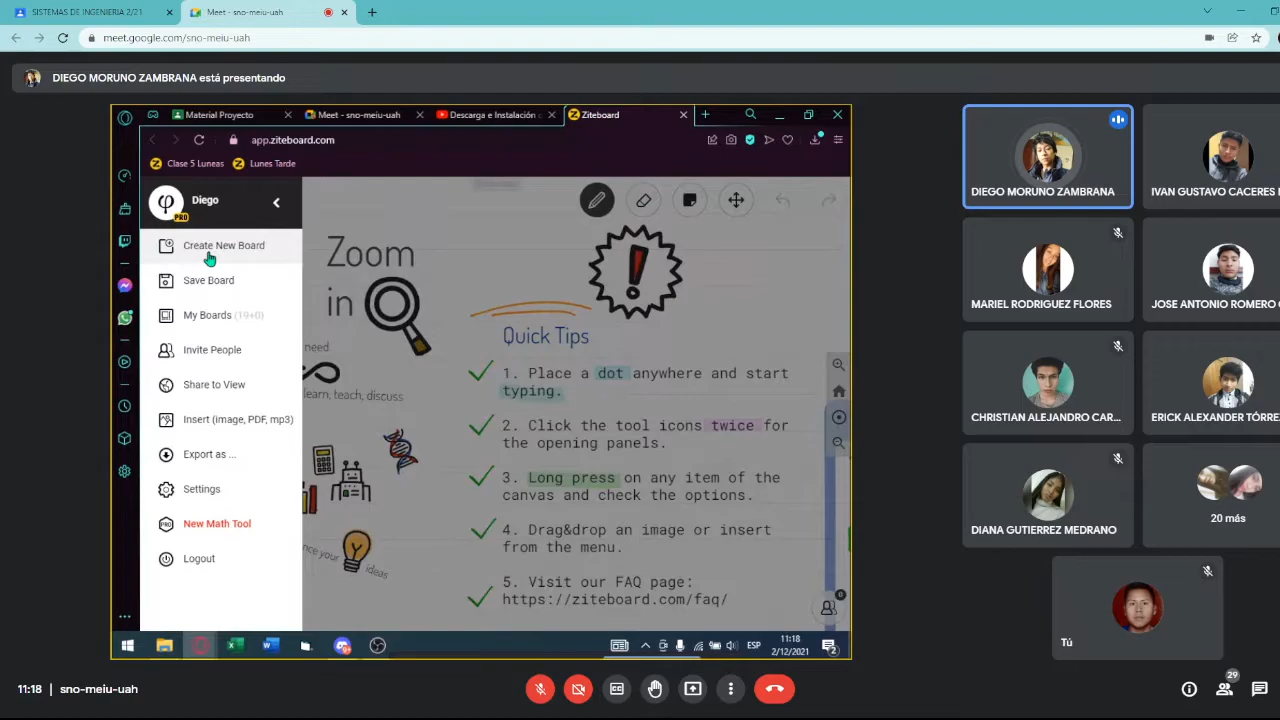 SISTEMAS DE INGENIERIA 2/21
Meet - sno-meiu-uah
meet.google.com/sno-meiu-uah
DIEGO MORUNO ZAMBRANA está presentando
Material Proyecto
Meet - sno-meiu-uah
Descarga e Instalación
Ziteboard
app.ziteboard.com
Clase 5 Luneas
Lunes Tarde
Diego
PRO
Create New Board
Save Board
My Boards (19+0)
Invite People
Share to View
Insert (image, PDF, mp3)
Export as ...
Settings
PRO
New Math Tool
Logout
Zoom
in
need.
learn, teach, discuss
ideas
Quick Tips
1. Place a dot anywhere and start
typing.
2. Click the tool icons twice for
the opening panels.
3. Long press on any item of the
canvas and check the options.
4. Drag&drop an image or insert
from the menu.
5. Visit our FAQ page:
https://ziteboard.com/faq/
0
ESP
11:18
2/12/2021
2
DIEGO MORUNO ZAMBRANA
IVAN GUSTAVO CACERES
MARIEL RODRIGUEZ FLORES
JOSE ANTONIO ROMERO
CHRISTIAN ALEJANDRO CAR...
ERICK ALEXANDER TÓRRE
DIANA GUTIERREZ MEDRANO
20 más
Tú
11:18 | sno-meiu-uah
29